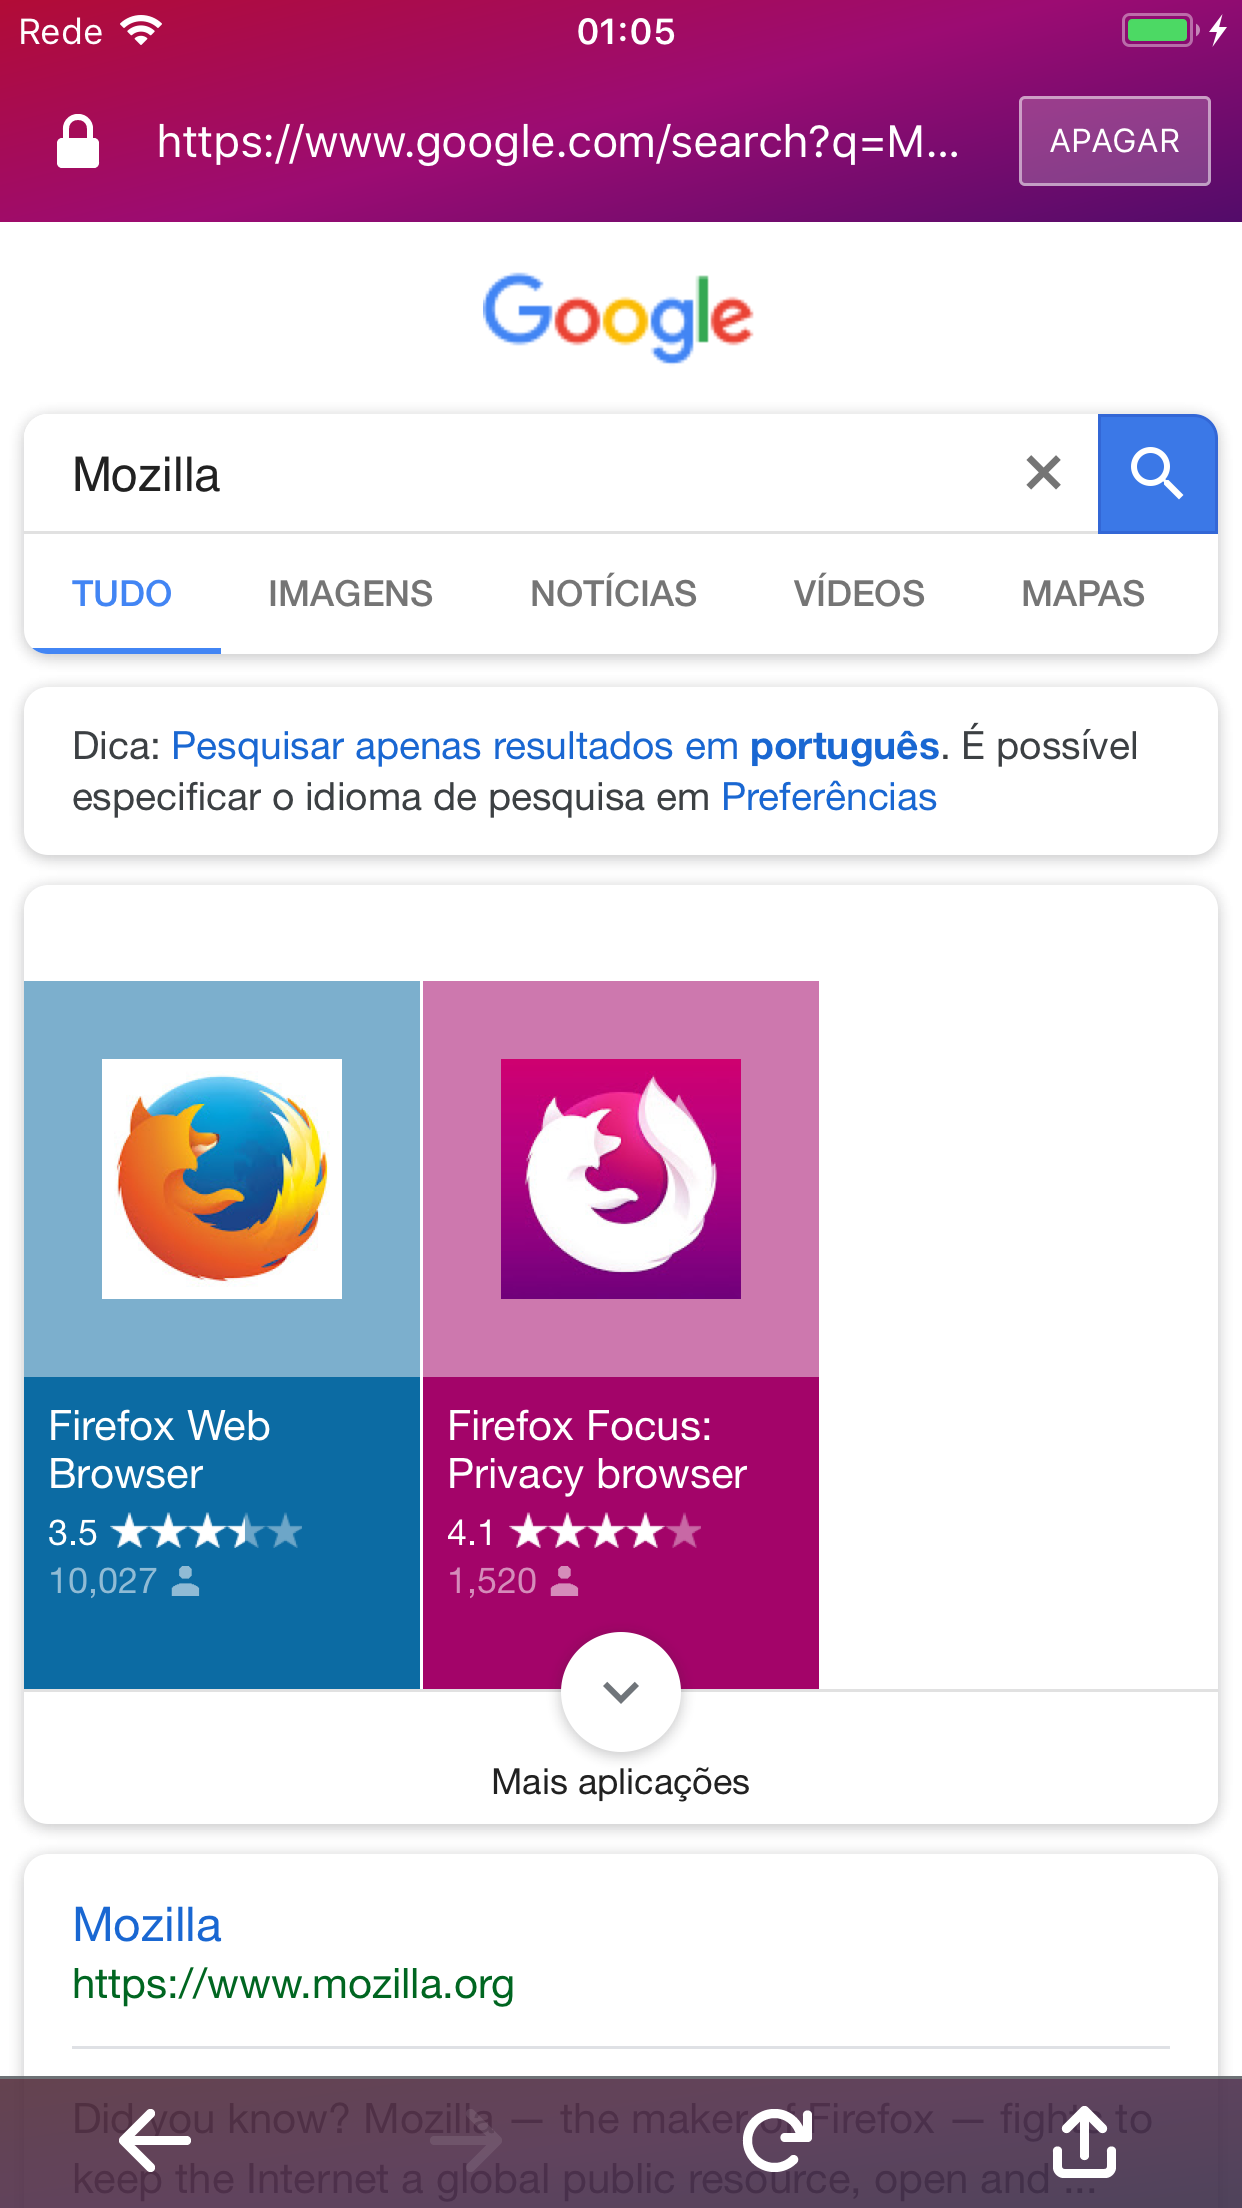 Rede
01:05
https://www.google.com/search?q=M...
APAGAR
Google
Mozilla
TUDO
IMAGENS
NOTÍCIAS
VÍDEOS
MAPAS
Dica: Pesquisar apenas resultados em português. É possível
especificar o idioma de pesquisa em Preferências
Firefox Web
Browser
3.5
10,027
Firefox Focus:
Privacy browser
4.1
1,520
Mais aplicações
Mozilla
https://www.mozilla.org
Did you know? Mozilla — the maker of Firefox — fights to
keep the Internet a global public resource, open and ...